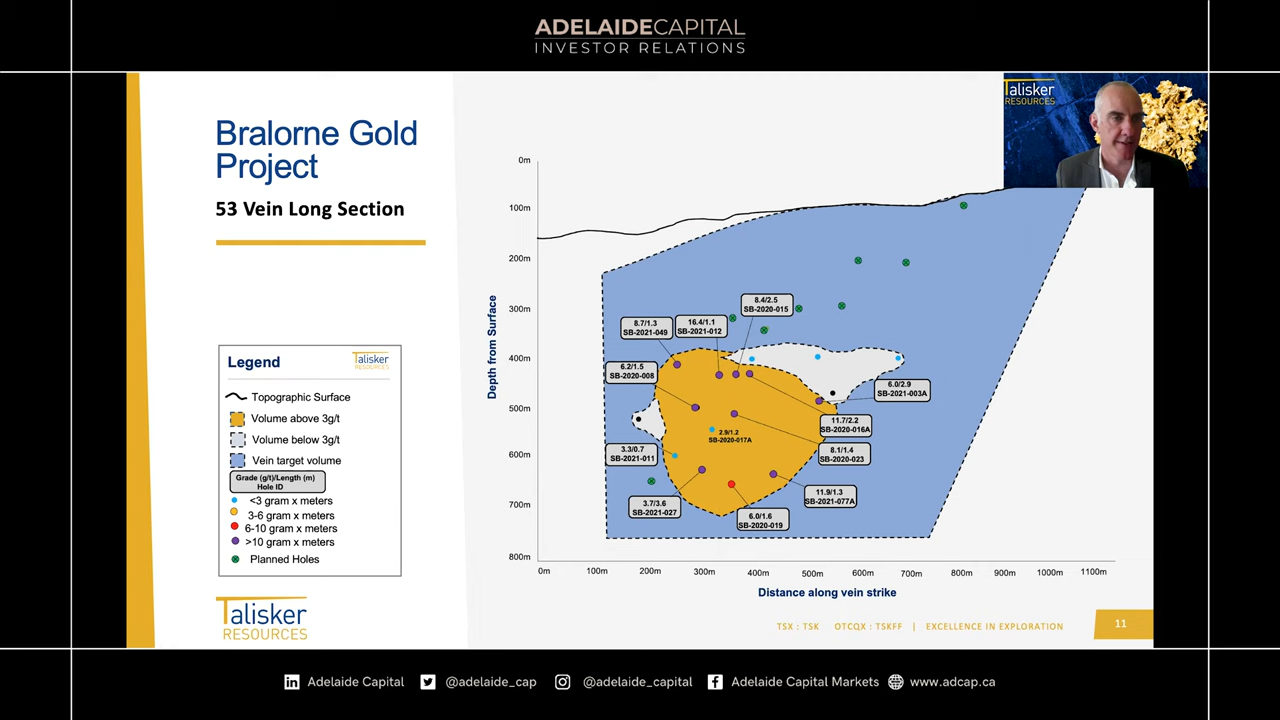 ADELAIDECAPITAL
INVESTOR RELATIONS
Talisker
RESOURCES
Bralorne Gold
Project
53 Vein Long Section
Legend
Talisker
RESOURCES
Topographic Surface
Volume above 3g/t
Volume below 3g/t
Vein target volume
Grade (g/t)/Length (m)
Hole ID
<3 gram x meters
3-6 gram x meters
6-10 gram x meters
>10 gram x meters
Planned Holes
Talisker
RESOURCES
Depth from Surface
0m
100m
200m
300m
400m
500m
600m
700m
800m
8.4/2.5
SB-2020-015
8.7/1.3
SB-2021-049
16.4/1.1
SB-2021-012
6.2/1.5
SB-2020-008
6.0/2.9
SB-2021-003A
11.7/2.2
SB-2020-016A
2.9/1.2
SB-2020-017A
3.3/0.7
SB-2021-011
8.1/1.4
SB-2020-023
11.9/1.3
SB-2021-077A
3.7/3.6
SB-2021-027
6.0/1.6
SB-2020-019
0m 100m 200m 300m 400m 500m 600m 700m 800m 900m 1000m 1100m
Distance along vein strike
TSX : TSK OTCQX : TSKFF | EXCELLENCE IN EXPLORATION
11
Adelaide Capital @adelaide_cap @adelaide_capital Adelaide Capital Markets www.adcap.ca